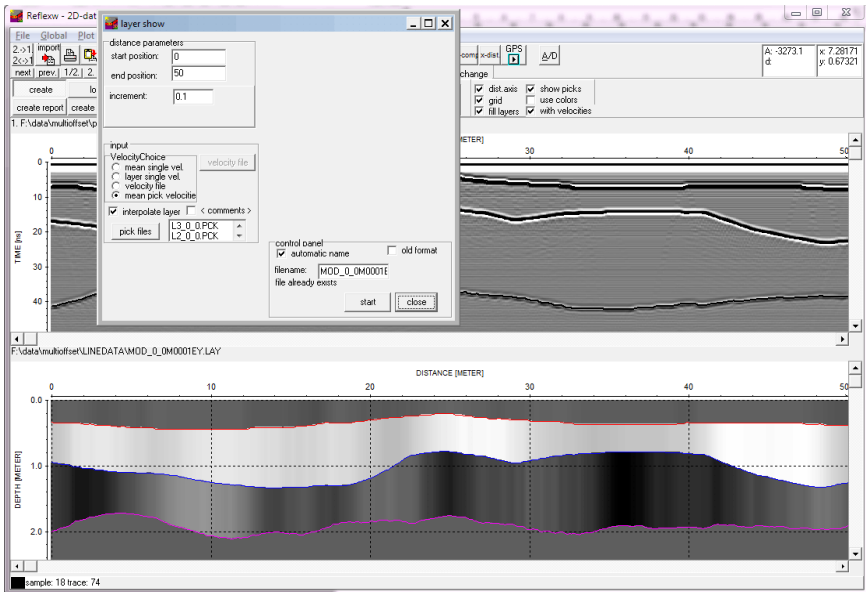 Reflexw - 2D-dat
layer show
File Global Plot
2.->1
2<->1
import
next prev. 1/2. 2.
create lo
create report create
distance parameters
start position: 0
end position: 50
increment: 0.1
input
VelocityChoice
mean single vel.
layer single vel.
velocity file
mean pick velocitie
velocity file
interpolate layer < comments >
pick files
L3_0_0.PCK
L2_0_0.PCK
control panel
automatic name old format
filename: MOD_0_0M0001E
file already exists
start close
-comp x-dist. GPS A/D
change
dist.axis show picks
grid use colors
fill layers with velocities
A: -3273.1
d:
x: 7.28171
y: 0.67321
1. F:\data\multioffset\p
METER]
0 40 50
0
10
20
30
40
TIME [ns]
F:\data\multioffset\LINEDATA\MOD_0_0M0001EY.LAY
DISTANCE [METER]
0 10 20 30 40 50
0.0
1.0
2.0
DEPTH [METER]
sample: 18 trace: 74